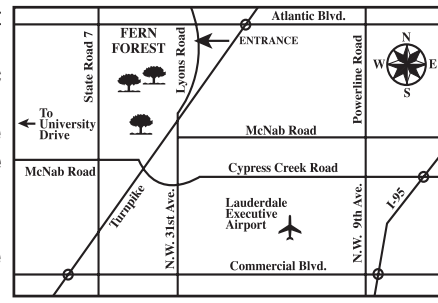 Atlantic Blvd.
FERN
FOREST
State Road 7
Lyons Road
ENTRANCE
Powerline Road
N
W
E
S
To
University
Drive
McNab Road
McNab Road
Cypress Creek Road
Turnpike
N.W. 31st Ave.
Lauderdale
Executive
Airport
N.W. 9th Ave.
I-95
Commercial Blvd.